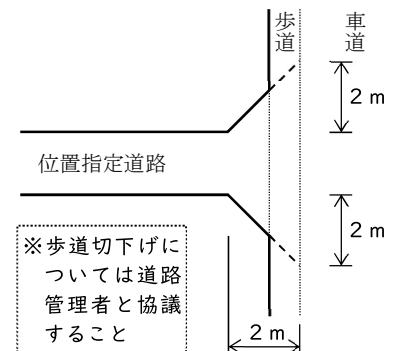 歩道
車道
2 m
位置指定道路
2 m
※歩道切下げに
ついては道路
管理者と協議
すること
2 m